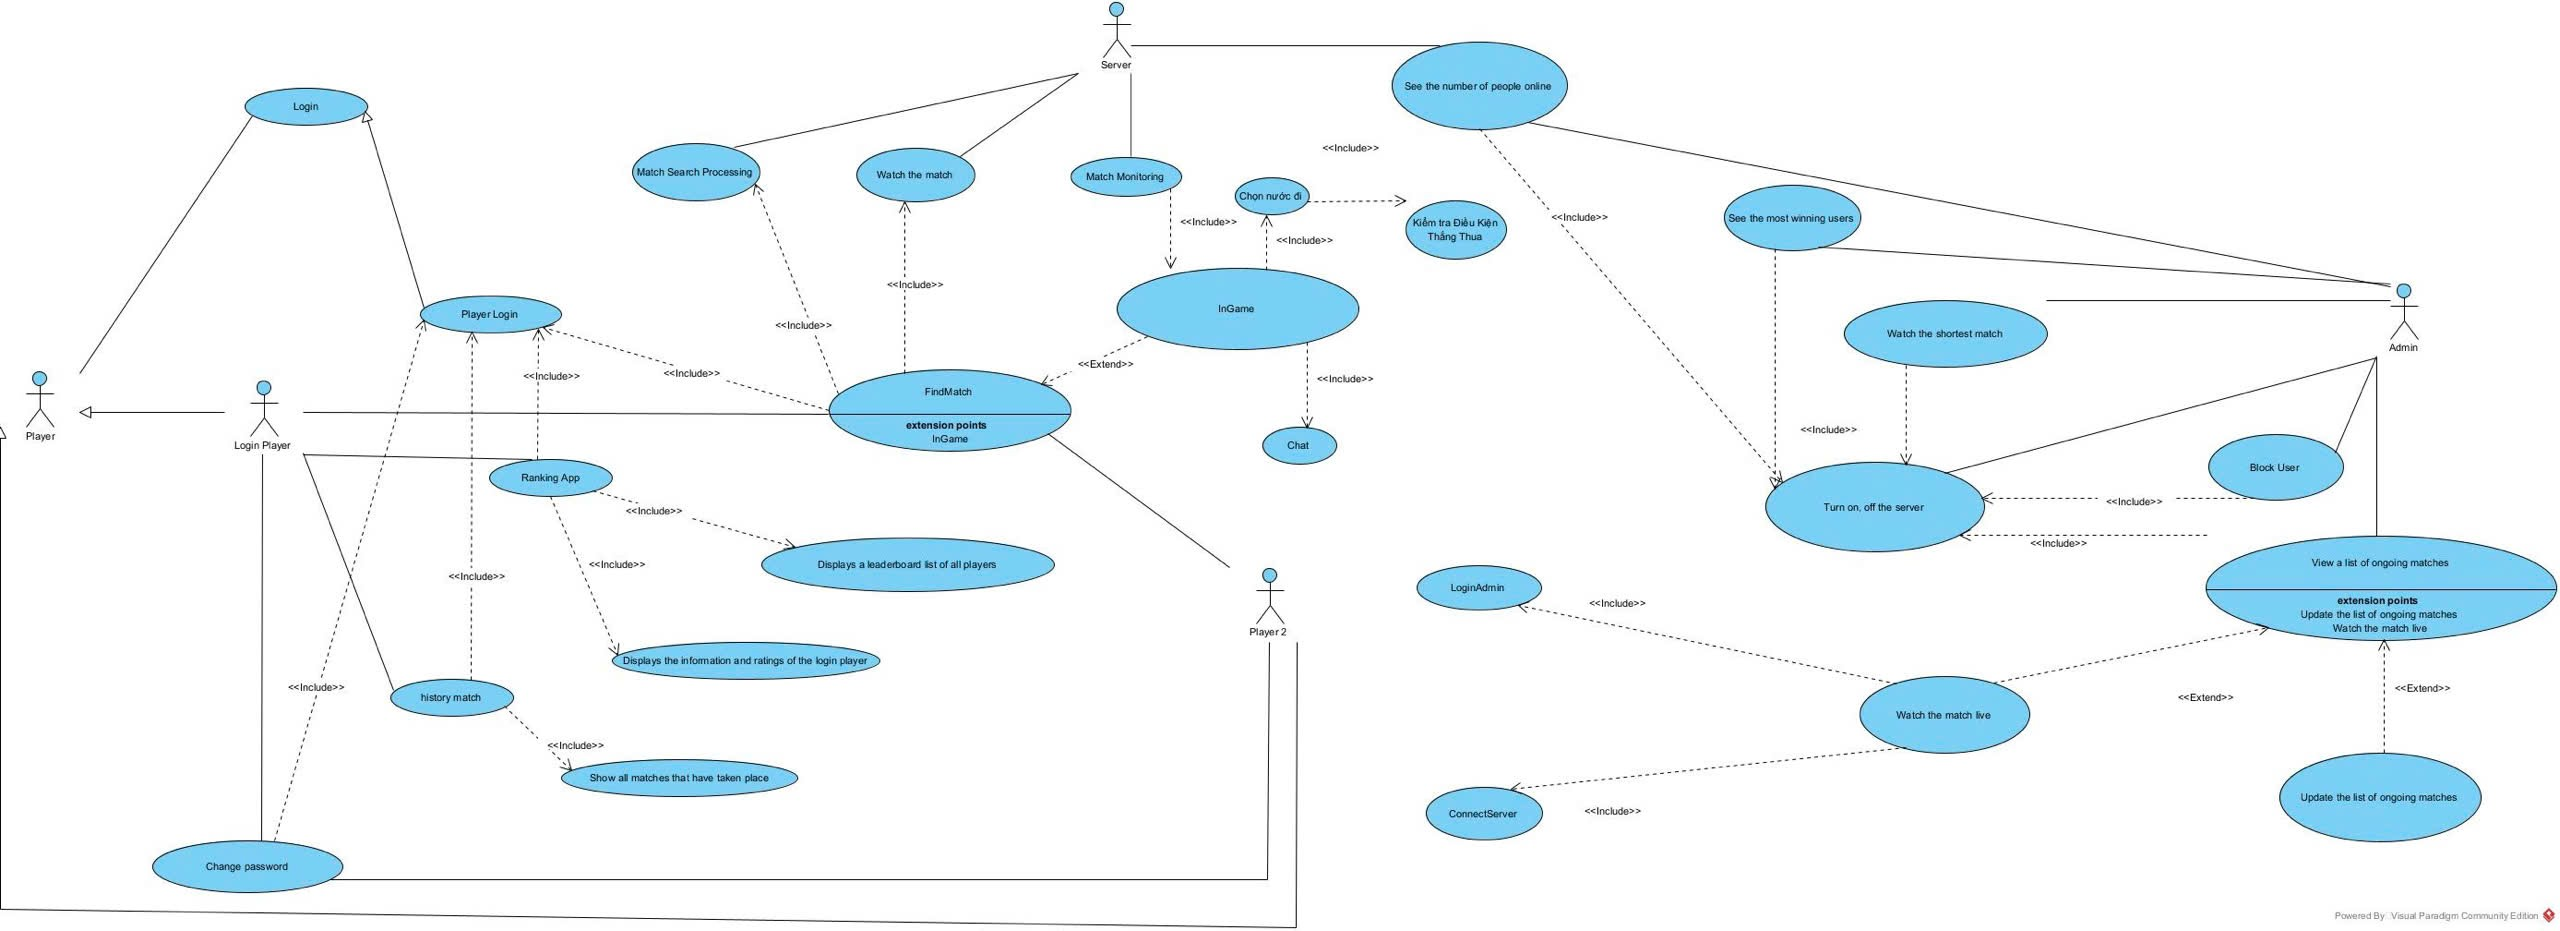 Server
See the number of people online
Login
<<Include>>
Match Search Processing
Watch the match
Match Monitoring
Chọn nước đi
<<Include>>
<<Include>>
See the most winning users
Kiểm tra Điều Kiện
Thắng Thua
<<Include>>
<<Include>>
InGame
Player Login
<<Include>>
<<Include>>
Watch the shortest match
Admin
<<Include>>
<<Include>>
<<Extend>>
<<Include>>
FindMatch
extension points
InGame
Player
Login Player
Chat
<<Include>>
Ranking App
<<Include>>
Block User
<<Include>>
Turn on, off the server
<<Include>>
<<Include>>
Displays a leaderboard list of all players
View a list of ongoing matches
extension points
Update the list of ongoing matches
Watch the match live
<<Include>>
LoginAdmin
<<Include>>
Player 2
Displays the information and ratings of the login player
<<Include>>
history match
<<Extend>>
<<Extend>>
Watch the match live
<<Include>>
Show all matches that have taken place
Update the list of ongoing matches
ConnectServer
<<Include>>
Change password
Powered By Visual Paradigm Community Edition